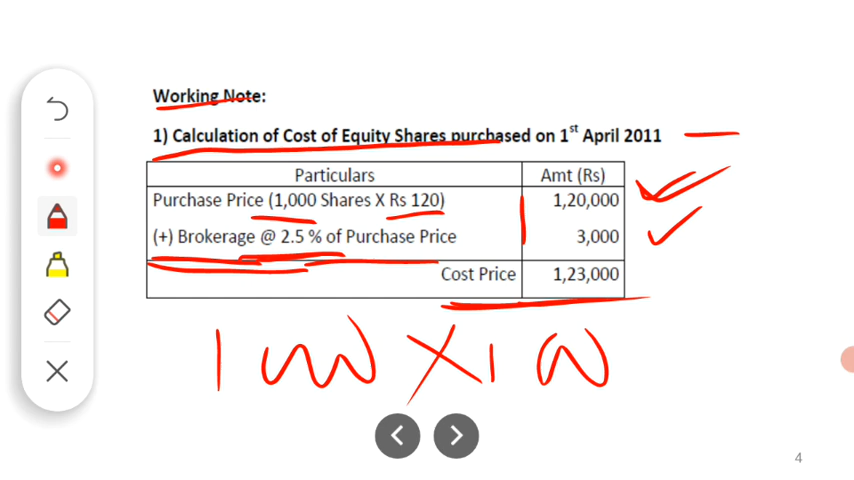 Working Note:
1) Calculation of Cost of Equity Shares purchased on 1st April 2011
Particulars Amt (Rs)
Purchase Price (1,000 Shares X Rs 120) 1,20,000
(+) Brokerage @ 2.5 % of Purchase Price 3,000
Cost Price 1,23,000
4